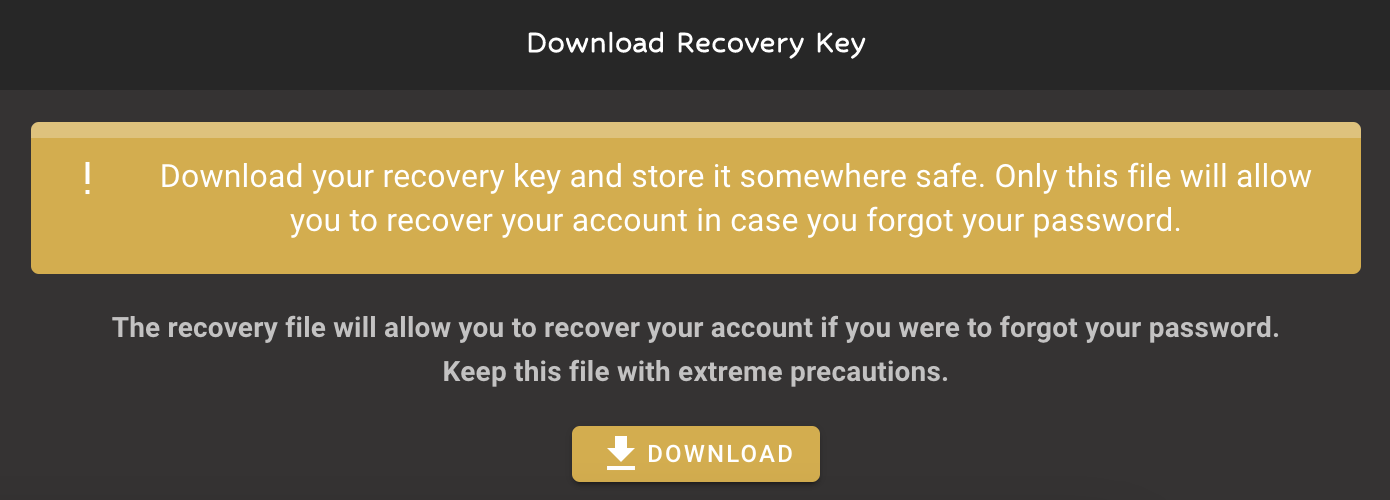 Download Recovery Key
! Download your recovery key and store it somewhere safe. Only this file will allow
you to recover your account in case you forgot your password.
The recovery file will allow you to recover your account if you were to forgot your password.
Keep this file with extreme precautions.
DOWNLOAD